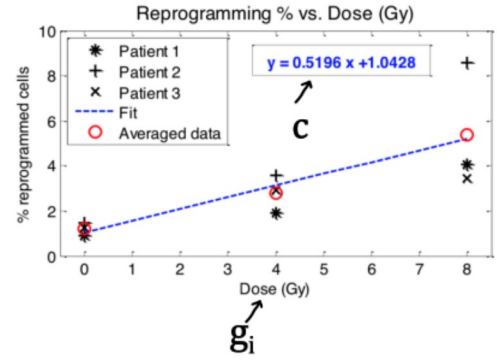 Reprogramming % vs. Dose (Gy)
10
8
6
4
2
0
% reprogrammed cells
Patient 1
Patient 2
Patient 3
Fit
Averaged data
y = 0.5196 x +1.0428
c
0 1 2 3 4 5 6 7 8
Dose (Gy)
gi